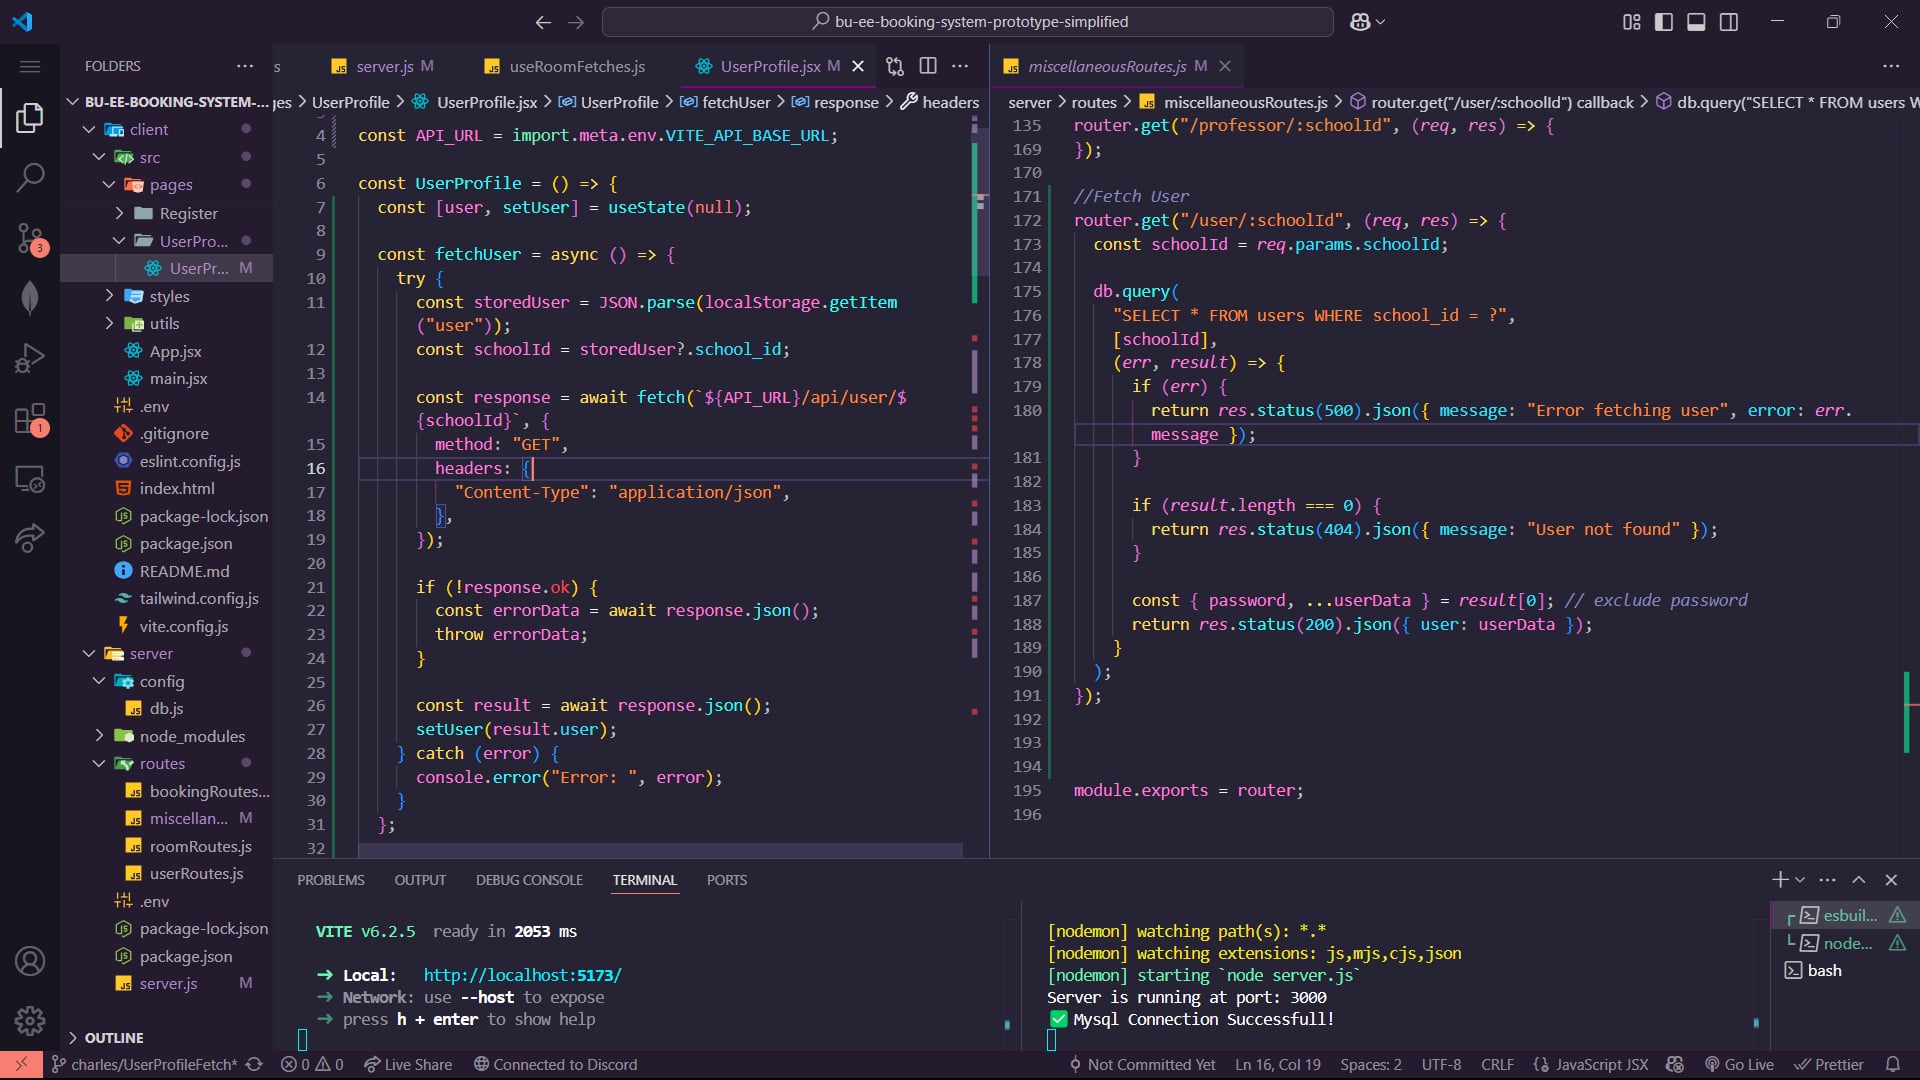 bu-ee-booking-system-prototype-simplified
FOLDERS
BU-EE-BOOKING-SYSTEM-...
client
src
pages
Register
UserPro...
UserPr... M
styles
utils
App.jsx
main.jsx
.env
.gitignore
eslint.config.js
index.html
package-lock.json
package.json
README.md
tailwind.config.js
vite.config.js
server
config
db.js
node_modules
routes
bookingRoutes...
miscellan... M
roomRoutes.js
userRoutes.js
.env
package-lock.json
package.json
server.js M
OUTLINE
3
1
s
server.js M
useRoomFetches.js
UserProfile.jsx M
ges > UserProfile > UserProfile.jsx > UserProfile > fetchUser > response > headers
4 const API_URL = import.meta.env.VITE_API_BASE_URL;
5
6 const UserProfile = () => {
7 const [user, setUser] = useState(null);
8
9 const fetchUser = async () => {
10 try {
11 const storedUser = JSON.parse(localStorage.getItem
("user"));
12 const schoolId = storedUser?.school_id;
13
14 const response = await fetch(`${API_URL}/api/user/$
{schoolId}`, {
15 method: "GET",
16 headers: {
17 "Content-Type": "application/json",
18 },
19 });
20
21 if (!response.ok) {
22 const errorData = await response.json();
23 throw errorData;
24 }
25
26 const result = await response.json();
27 setUser(result.user);
28 } catch (error) {
29 console.error("Error: ", error);
30 }
31 };
32
miscellaneousRoutes.js M
server > routes > miscellaneousRoutes.js > router.get("/user/:schoolId") callback > db.query("SELECT * FROM users W
135 router.get("/professor/:schoolId", (req, res) => {
169 });
170
171 //Fetch User
172 router.get("/user/:schoolId", (req, res) => {
173 const schoolId = req.params.schoolId;
174
175 db.query(
176 "SELECT * FROM users WHERE school_id = ?",
177 [schoolId],
178 (err, result) => {
179 if (err) {
180 return res.status(500).json({ message: "Error fetching user", error: err.
message });
181 }
182
183 if (result.length === 0) {
184 return res.status(404).json({ message: "User not found" });
185 }
186
187 const { password, ...userData } = result[0]; // exclude password
188 return res.status(200).json({ user: userData });
189 }
190 );
191 });
192
193
194
195 module.exports = router;
196
PROBLEMS OUTPUT DEBUG CONSOLE TERMINAL PORTS
VITE v6.2.5 ready in 2053 ms
➜ Local: http://localhost:5173/
➜ Network: use --host to expose
➜ press h + enter to show help
[nodemon] watching path(s): *.*
[nodemon] watching extensions: js,mjs,cjs,json
[nodemon] starting `node server.js`
Server is running at port: 3000
✅ Mysql Connection Successfull!
esbuil...
node...
bash
charles/UserProfileFetch* 0 0 Live Share Connected to Discord Not Committed Yet Ln 16, Col 19 Spaces: 2 UTF-8 CRLF {} JavaScript JSX Go Live Prettier